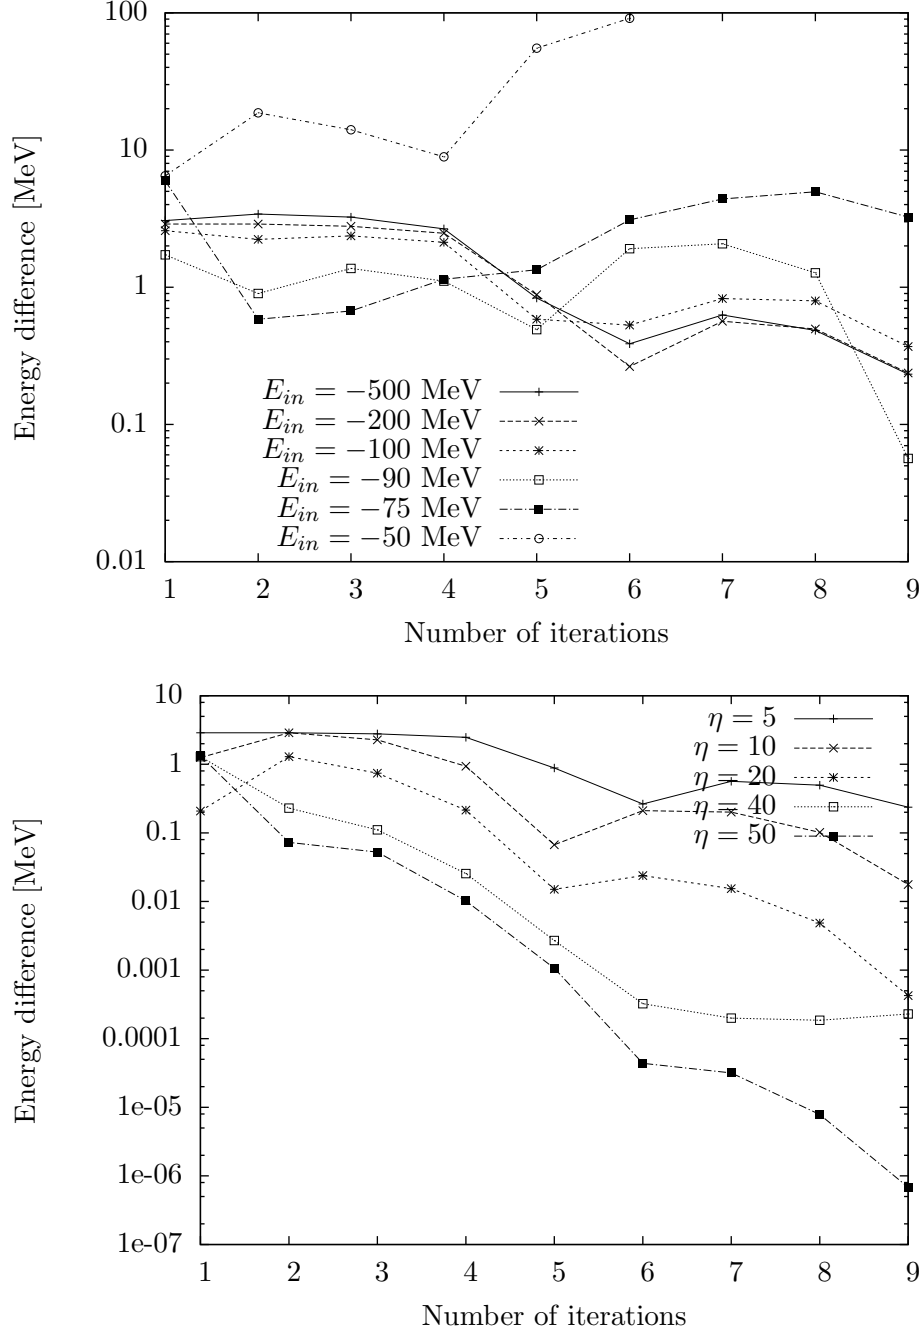 100
10
1
0.1
0.01
Energy difference [MeV]
E_in = −500 MeV
E_in = −200 MeV
E_in = −100 MeV
E_in = −90 MeV
E_in = −75 MeV
E_in = −50 MeV
1 2 3 4 5 6 7 8 9
Number of iterations
10
1
0.1
0.01
0.001
0.0001
1e-05
1e-06
1e-07
Energy difference [MeV]
η = 5
η = 10
η = 20
η = 40
η = 50
1 2 3 4 5 6 7 8 9
Number of iterations